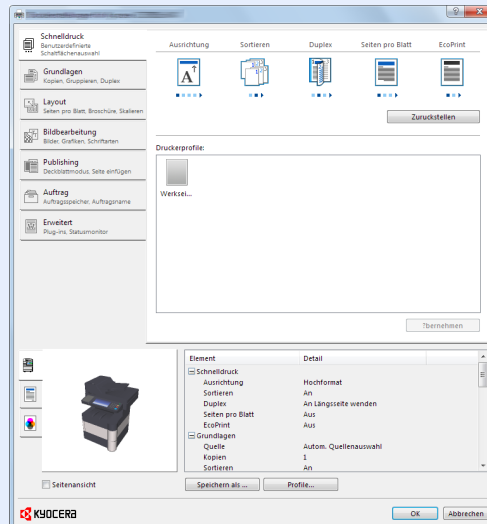 Schnelldruck
Benutzerdefinierte
Schaltflächenauswahl
Grundlagen
Kopien, Gruppieren, Duplex
Layout
Seiten pro Blatt, Broschüre, Skalieren
Bildbearbeitung
Bilder, Grafiken, Schriftarten
Publishing
Deckblattmodus, Seite einfügen
Auftrag
Auftragsspeicher, Auftragsname
Erweitert
Plug-ins, Statusmonitor
Ausrichtung Sortieren Duplex Seiten pro Blatt EcoPrint
A
Zuruckstellen
Druckerprofile:
Werksei...
?bernehmen
Element Detail
Schnelldruck
Ausrichtung Hochformat
Sortieren An
Duplex An Längsseite wenden
Seiten pro Blatt Aus
EcoPrint Aus
Grundlagen
Quelle Autom. Quellenauswahl
Kopien 1
Sortieren An
Seitenansicht
Speichern als ... Profile...
KYOCERA
OK Abbrechen